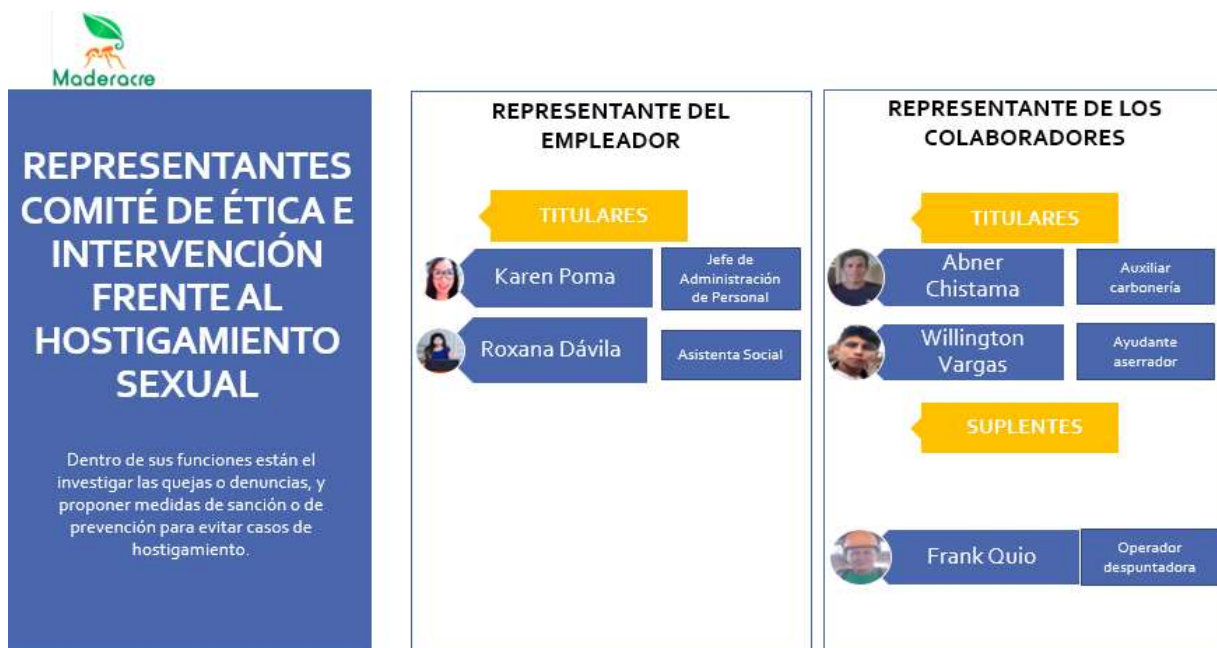 Maderacre
REPRESENTANTES
COMITÉ DE ÉTICA E
INTERVENCIÓN
FRENTE AL
HOSTIGAMIENTO
SEXUAL
Dentro de sus funciones están el
investigar las quejas o denuncias, y
proponer medidas de sanción o de
prevención para evitar casos de
hostigamiento.
REPRESENTANTE DEL
EMPLEADOR
TITULARES
Karen Poma
Jefe de
Administración
de Personal
Roxana Dávila
Asistenta Social
REPRESENTANTE DE LOS
COLABORADORES
TITULARES
Abner
Chistama
Auxiliar
carbonería
Willington
Vargas
Ayudante
aserrador
SUPLENTES
Frank Quio
Operador
despuntadora